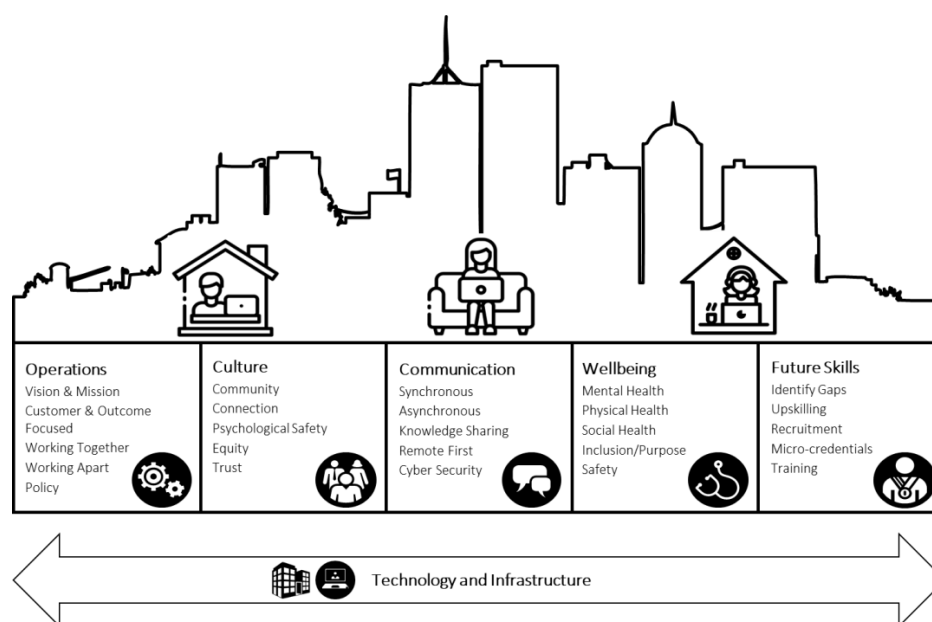 Operations
Vision & Mission
Customer & Outcome
Focused
Working Together
Working Apart
Policy
Culture
Community
Connection
Psychological Safety
Equity
Trust
Communication
Synchronous
Asynchronous
Knowledge Sharing
Remote First
Cyber Security
Wellbeing
Mental Health
Physical Health
Social Health
Inclusion/Purpose
Safety
Future Skills
Identify Gaps
Upskilling
Recruitment
Micro-credentials
Training
Technology and Infrastructure